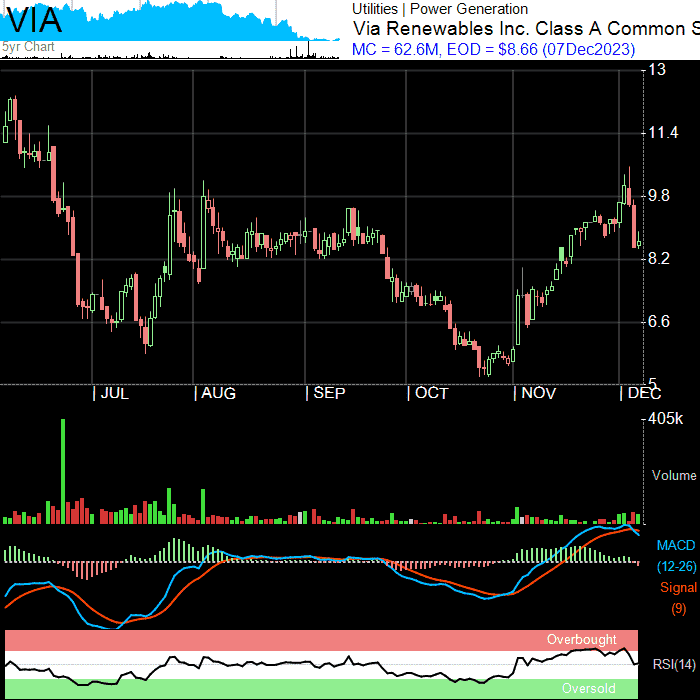 VIA
5yr Chart
Utilities | Power Generation
Via Renewables Inc. Class A Common S
MC = 62.6M, EOD = $8.66 (07Dec2023)
13
11.4
9.8
8.2
6.6
5
| JUL | AUG | SEP | OCT | NOV | DEC
405k
Volume
MACD
(12-26)
Signal
(9)
Overbought
RSI(14)
Oversold